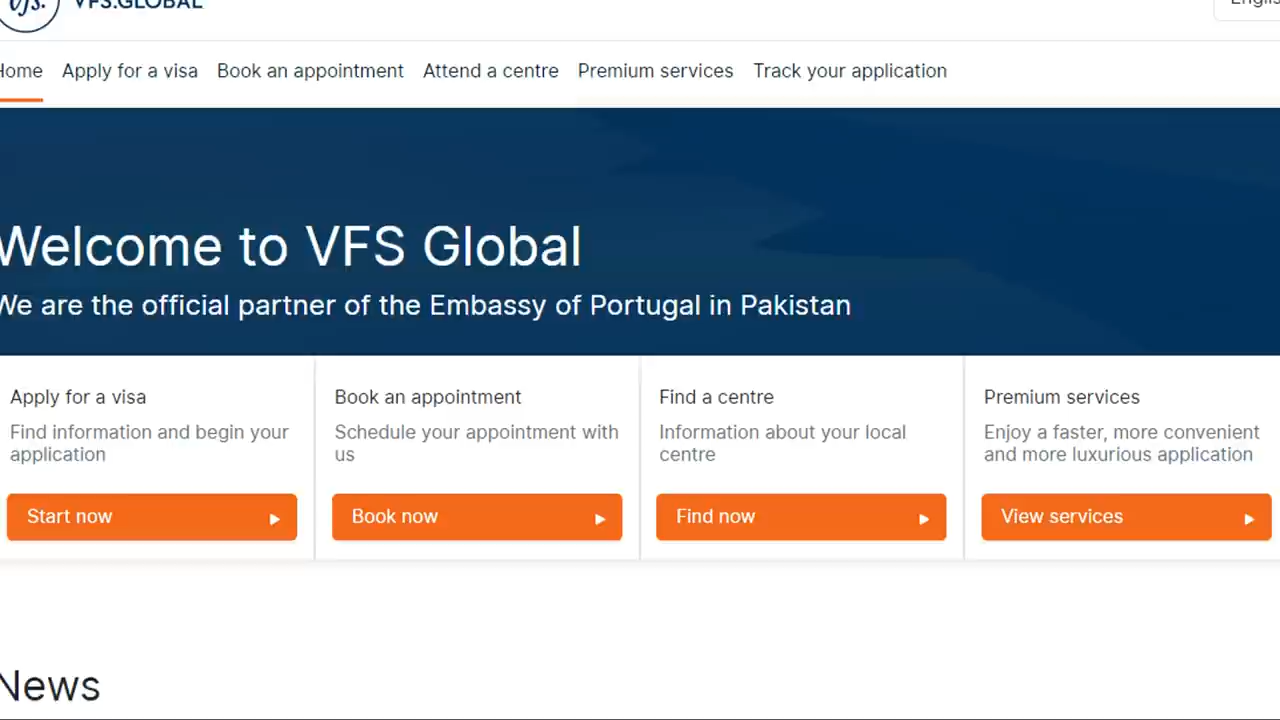 vfs.
VFS.GLOBAL
Home Apply for a visa Book an appointment Attend a centre Premium services Track your application
Welcome to VFS Global
We are the official partner of the Embassy of Portugal in Pakistan
Apply for a visa
Find information and begin your
application
Start now
Book an appointment
Schedule your appointment with
us
Book now
Find a centre
Information about your local
centre
Find now
Premium services
Enjoy a faster, more convenient
and more luxurious application
View services
News